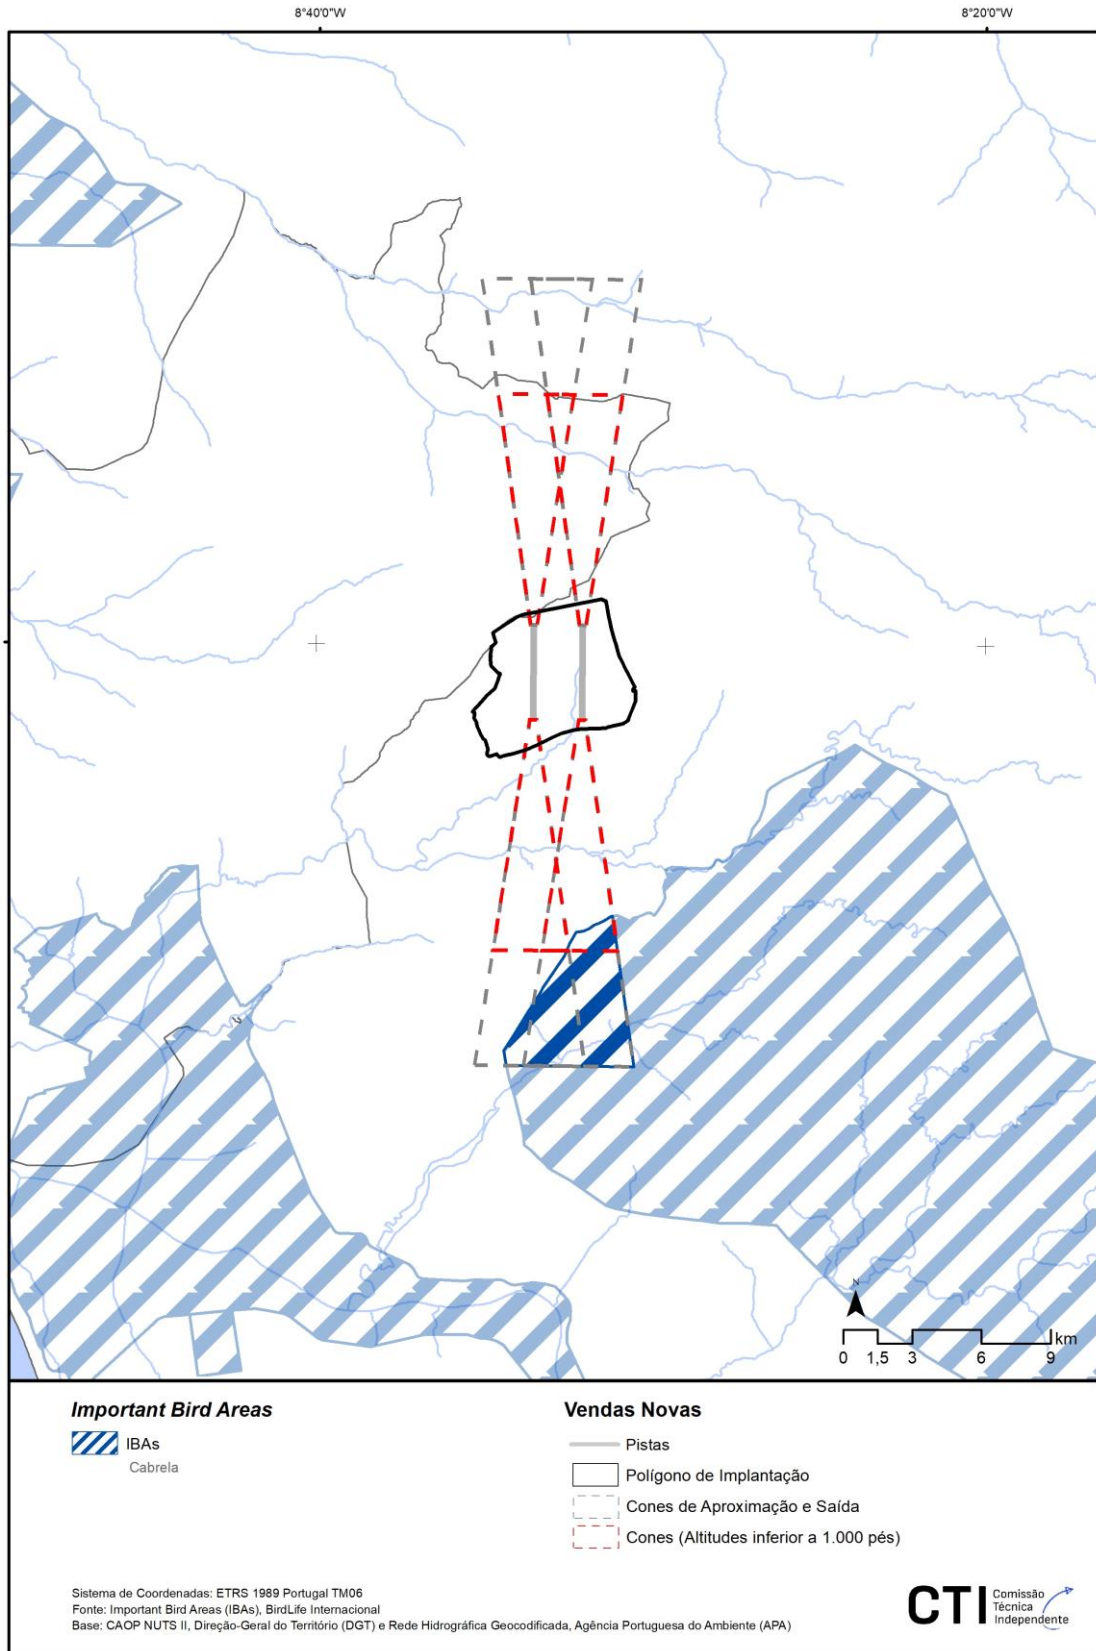 8°40'0"W 8°20'0"W
N
km
0 1,5 3 6 9
Important Bird Areas
IBAs
Cabrela
Vendas Novas
Pistas
Polígono de Implantação
Cones de Aproximação e Saída
Cones (Altitudes inferior a 1.000 pés)
Sistema de Coordenadas: ETRS 1989 Portugal TM06
Fonte: Important Bird Areas (IBAs), BirdLife Internacional
Base: CAOP NUTS II, Direção-Geral do Território (DGT) e Rede Hidrográfica Geocodificada, Agência Portuguesa do Ambiente (APA)
CTI
Comissão
Técnica
Independente